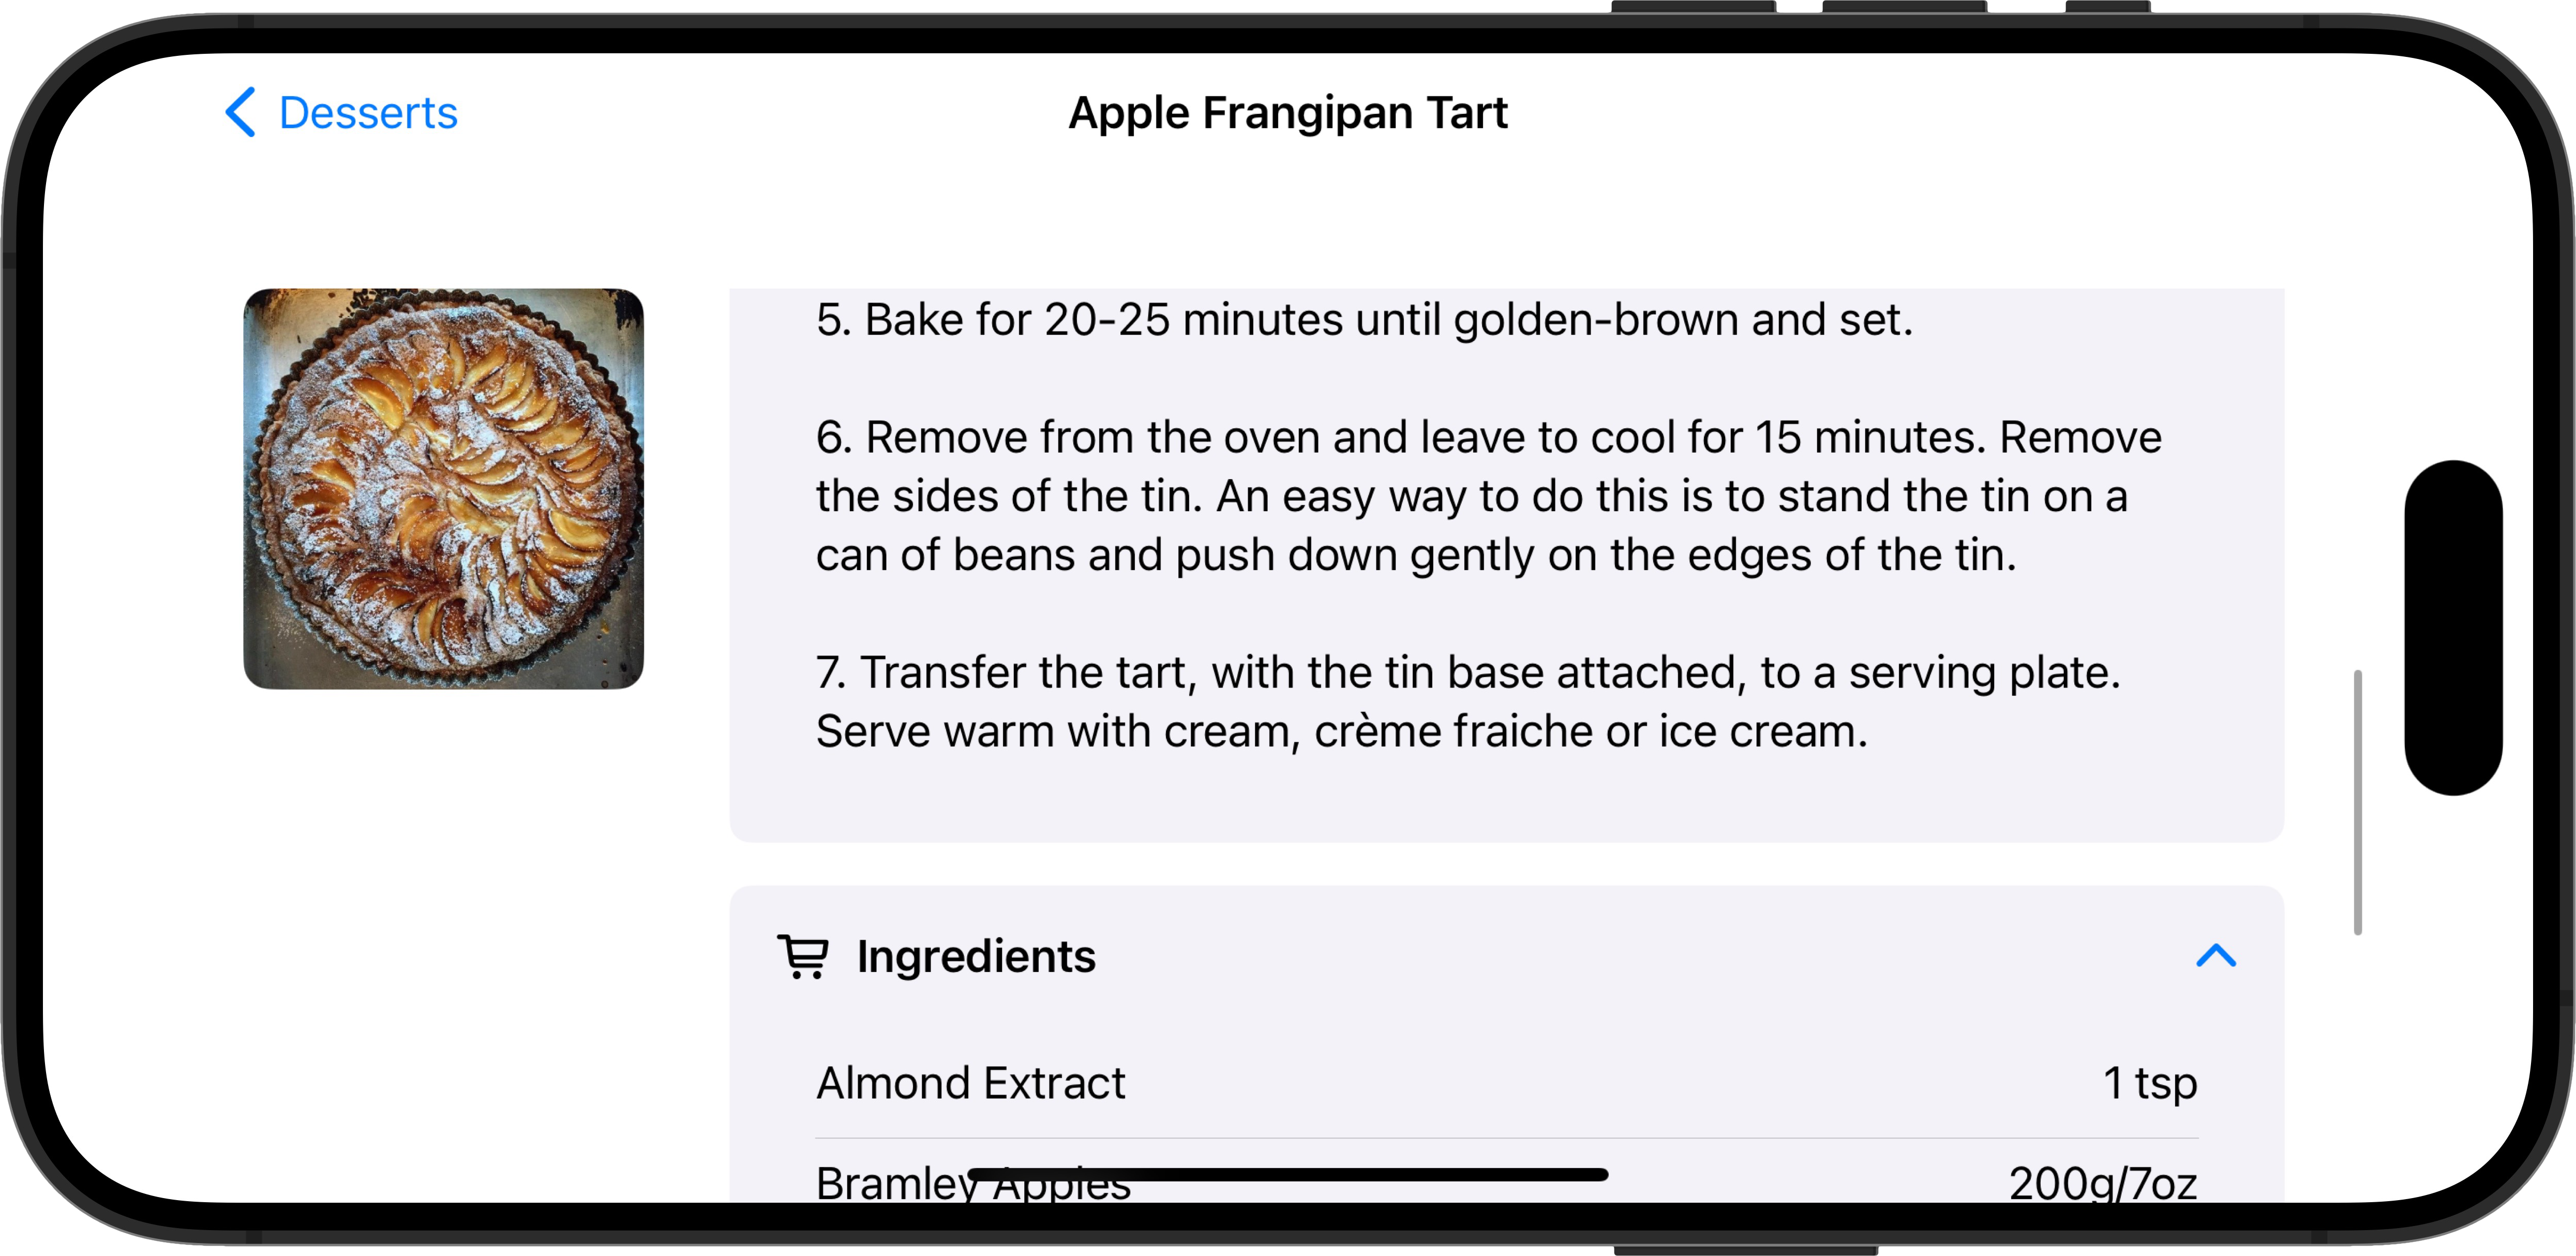 Desserts
Apple Frangipan Tart
5. Bake for 20-25 minutes until golden-brown and set.
6. Remove from the oven and leave to cool for 15 minutes. Remove
the sides of the tin. An easy way to do this is to stand the tin on a
can of beans and push down gently on the edges of the tin.
7. Transfer the tart, with the tin base attached, to a serving plate.
Serve warm with cream, crème fraiche or ice cream.
Ingredients
Almond Extract 1 tsp
Bramley Apples 200g/7oz